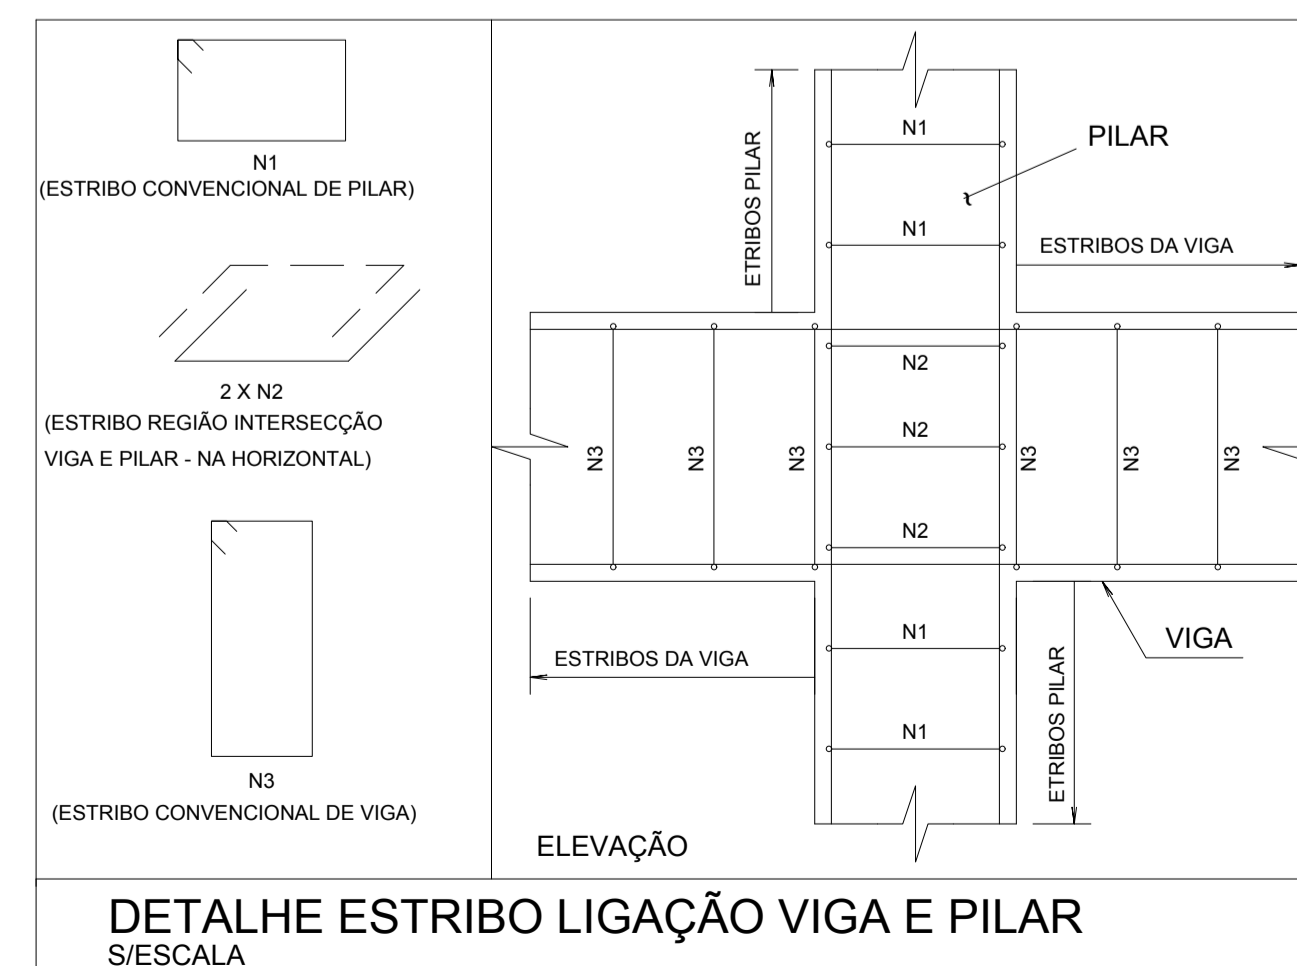 N1
(ESTRIBO CONVENCIONAL DE PILAR)
2 X N2
(ESTRIBO REGIÃO INTERSECÇÃO
VIGA E PILAR - NA HORIZONTAL)
N3
(ESTRIBO CONVENCIONAL DE VIGA)
N1
PILAR
ETRIBOS PILAR
N1
ESTRIBOS DA VIGA
N2
N2
N3
N3
N3
N3
N3
N3
N2
N1
VIGA
ESTRIBOS DA VIGA
ETRIBOS PILAR
N1
ELEVAÇÃO
DETALHE ESTRIBO LIGAÇÃO VIGA E PILAR
S/ESCALA